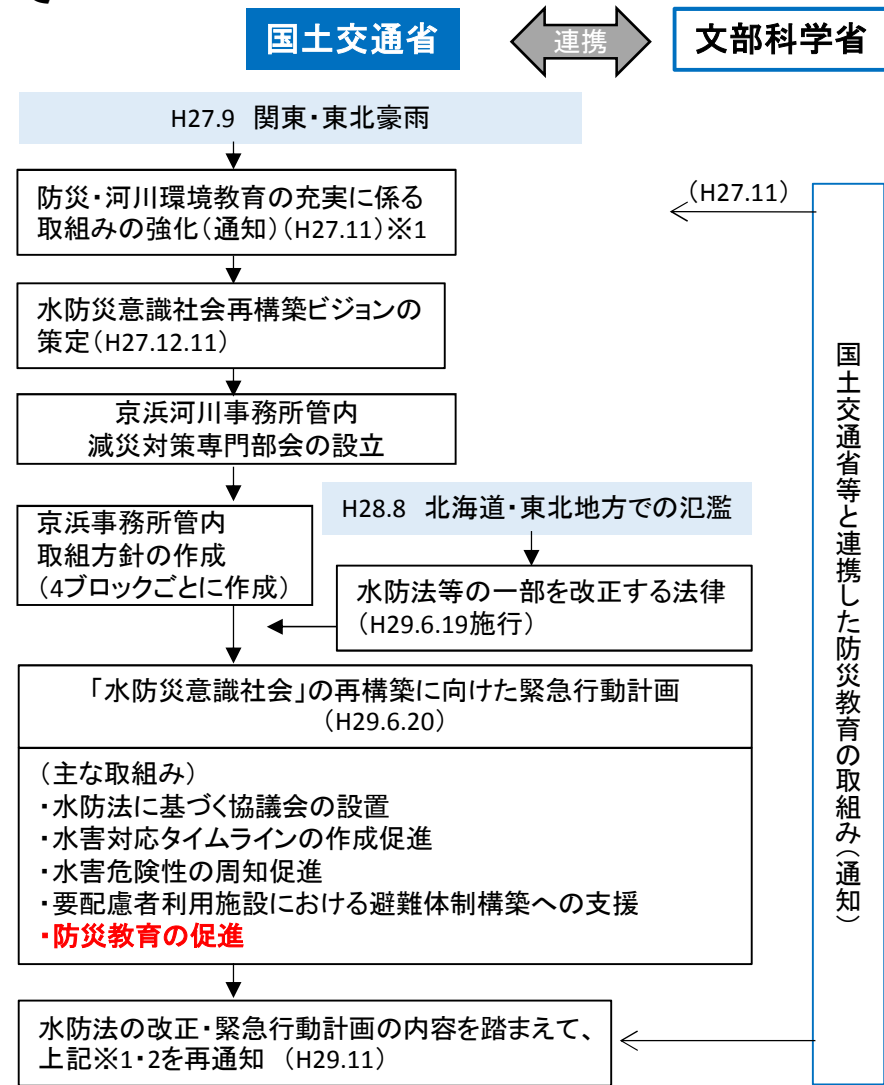 国土交通省
連携
文部科学省
H27.9 関東・東北豪雨
防災・河川環境教育の充実に係る
取組みの強化(通知)(H27.11)※1
(H27.11)
水防災意識社会再構築ビジョンの
策定(H27.12.11)
京浜河川事務所管内
減災対策専門部会の設立
京浜事務所管内
取組方針の作成
(4ブロックごとに作成)
H28.8 北海道・東北地方での氾濫
水防法等の一部を改正する法律
(H29.6.19施行)
「水防災意識社会」の再構築に向けた緊急行動計画
(H29.6.20)
(主な取組み)
・水防法に基づく協議会の設置
・水害対応タイムラインの作成促進
・水害危険性の周知促進
・要配慮者利用施設における避難体制構築への支援
・防災教育の促進
水防法の改正・緊急行動計画の内容を踏まえて、
上記※1・2を再通知 (H29.11)
国土交通省等と連携した防災教育の取組み(通知)